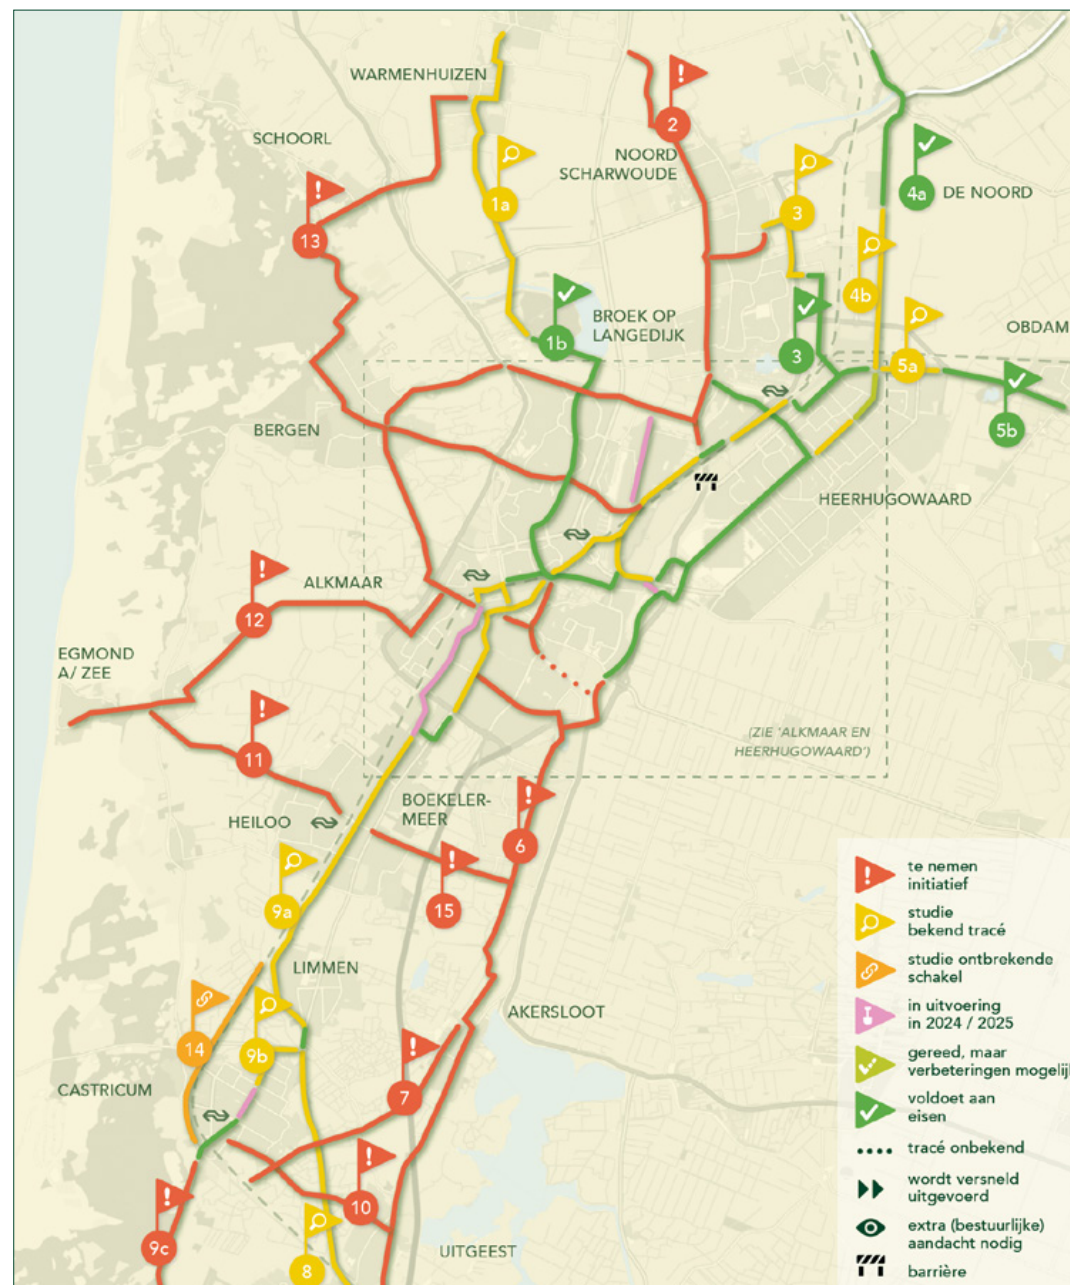 WARMENHUIZEN
SCHOORL
2
NOORD
SCHARWOUDE
1a
3
4a
DE NOORD
13
4b
BROEK OP
LANGEDIJK
1b
3
OBDAM
5a
BERGEN
5b
HEERHUGOWAARD
ALKMAAR
12
EGMOND
A/ ZEE
(ZIE 'ALKMAAR EN
HEERHUGOWAARD')
11
BOEKELER-
MEER
HEILOO
6
9a
15
LIMMEN
AKERSLOOT
14
9b
CASTRICUM
7
10
9c
UITGEEST
8
te nemen
initiatief
studie
bekend tracé
studie ontbrekende
schakel
in uitvoering
in 2024 / 2025
gereed, maar
verbeteringen mogelijk
voldoet aan
eisen
tracé onbekend
wordt versneld
uitgevoerd
extra (bestuurlijke)
aandacht nodig
barrière